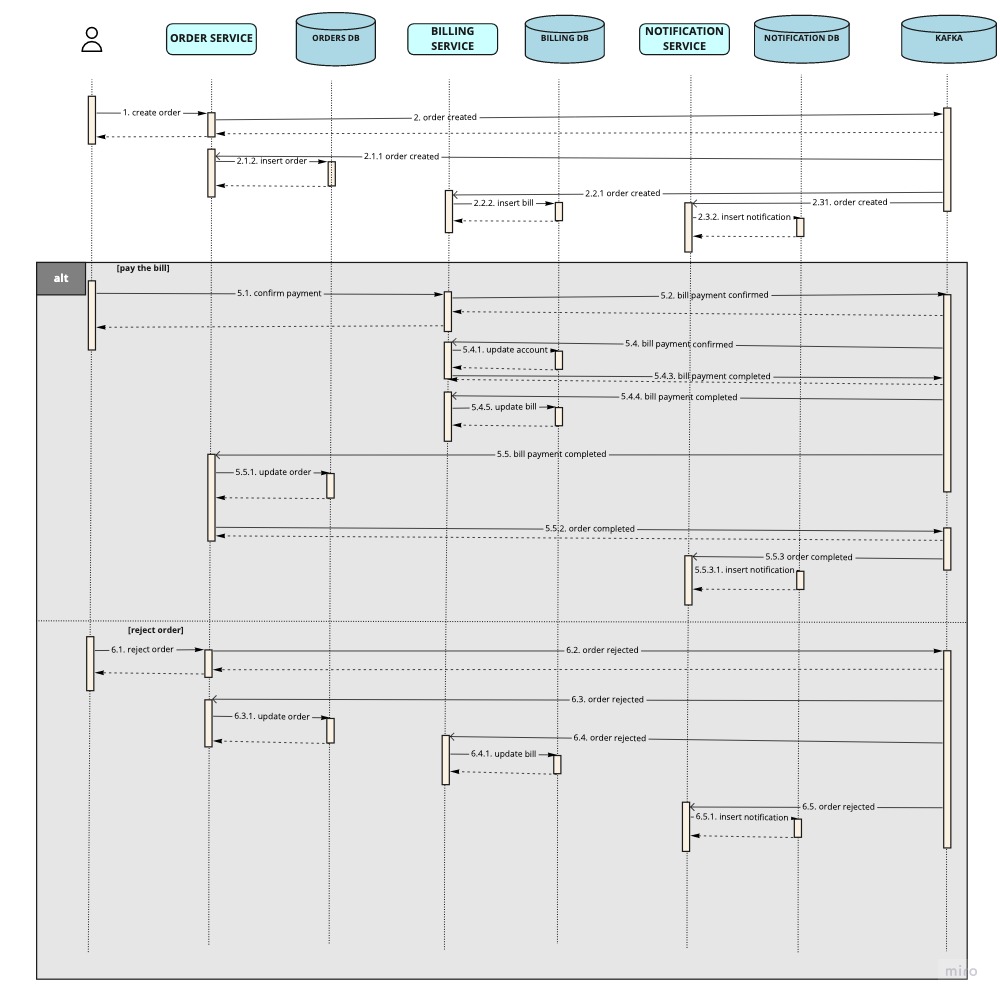 ORDER SERVICE
ORDERS DB
BILLING
SERVICE
BILLING DB
NOTIFICATION
SERVICE
NOTIFICATION DB
KAFKA
1. create order
2. order created
2.1.1 order created
2.1.2. insert order
2.2.1 order created
2.2.2. insert bill
2.31. order created
2.3.2. insert notification
alt
[pay the bill]
5.1. confirm payment
5.2. bill payment confirmed
5.4. bill payment confirmed
5.4.1. update account
5.4.3. bill payment completed
5.4.4. bill payment completed
5.4.5. update bill
5.5. bill payment completed
5.5.1. update order
5.5.2. order completed
5.5.3 order completed
5.5.3.1. insert notification
[reject order]
6.1. reject order
6.2. order rejected
6.3. order rejected
6.3.1. update order
6.4. order rejected
6.4.1. update bill
6.5. order rejected
6.5.1. insert notification
miro